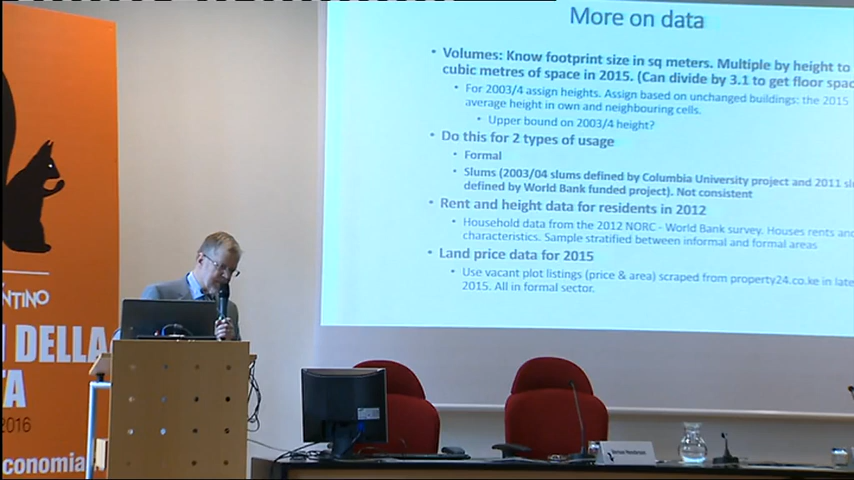 More on data
• Volumes: Know footprint size in sq meters. Multiple by height to
cubic metres of space in 2015. (Can divide by 3.1 to get floor spac
• For 2003/4 assign heights. Assign based on unchanged buildings: the 2015
average height in own and neighbouring cells.
• Upper bound on 2003/4 height?
• Do this for 2 types of usage
• Formal
• Slums (2003/04 slums defined by Columbia University project and 2011 sl
defined by World Bank funded project). Not consistent
• Rent and height data for residents in 2012
• Household data from the 2012 NORC - World Bank survey. Houses rents and
characteristics. Sample stratified between informal and formal areas
• Land price data for 2015
• Use vacant plot listings (price & area) scraped from property24.co.ke in late
2015. All in formal sector.
NTINO
I DELLA
TA
2016
conomia